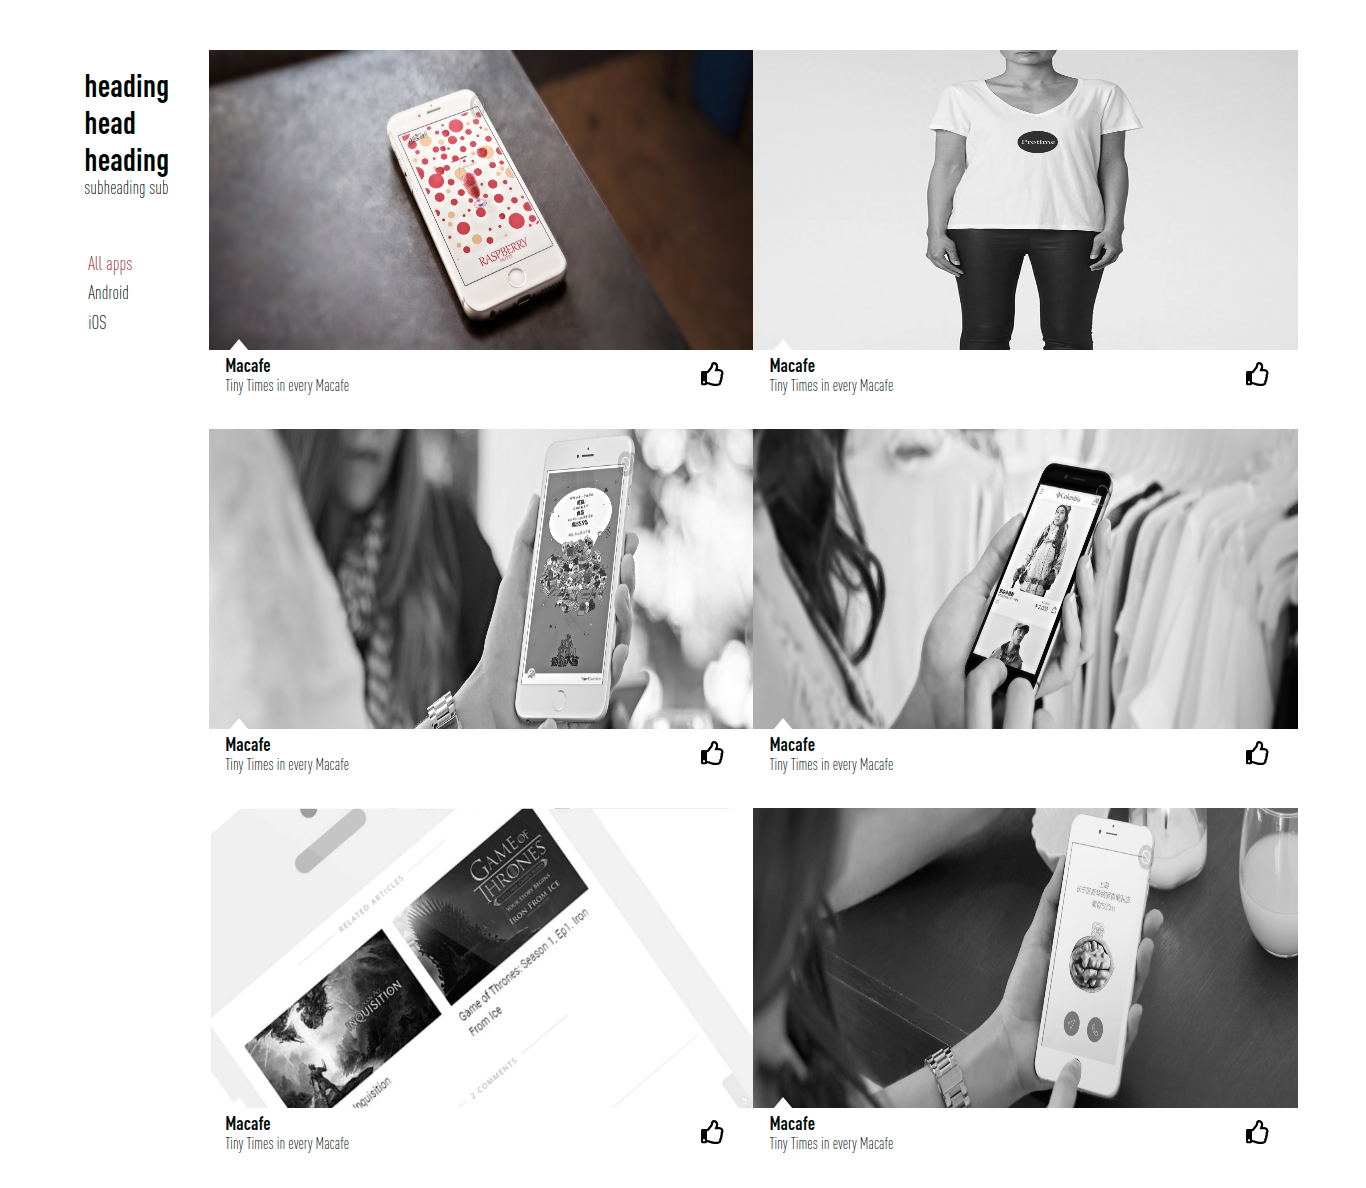 heading
head
heading
subheading sub
All apps
Android
iOS
RASPBERRY
Macafe
Tiny Times in every Macafe
Protime
Macafe
Tiny Times in every Macafe
Macafe
Tiny Times in every Macafe
Columbia
Macafe
Tiny Times in every Macafe
RELATED ARTICLES
GAME OF
THRONES
YOUR STORY BEGINS
IRON FROM ICE
Game of Thrones: Season 1, Ep1. Iron
From Ice
INQUISITION
Inquisition
2 COMMENTS
Macafe
Tiny Times in every Macafe
Macafe
Tiny Times in every Macafe